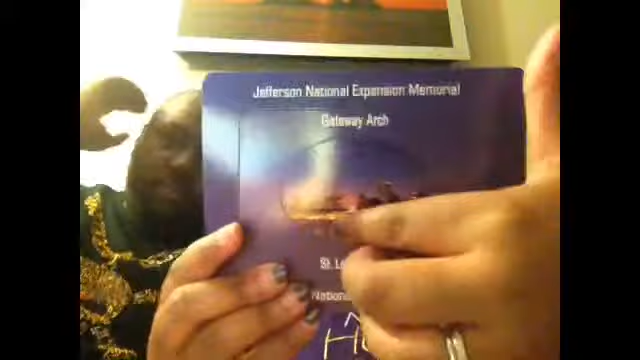 Jefferson National Expansion Memorial
Gateway Arch
St. L
National
H